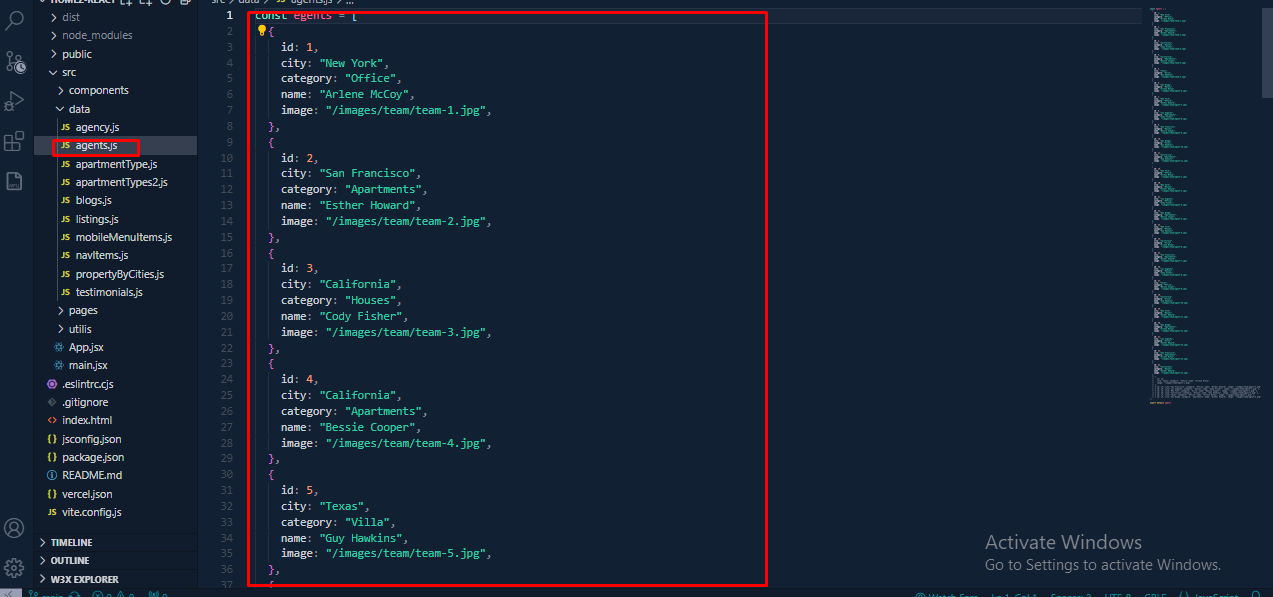 HOMEZ-REACT
dist
node_modules
public
src
components
data
JS agency.js
JS agents.js
JS apartmentType.js
JS apartmentTypes2.js
JS blogs.js
JS listings.js
JS mobileMenuItems.js
JS navItems.js
JS propertyByCities.js
JS testimonials.js
pages
utilis
App.jsx
main.jsx
.eslintrc.cjs
.gitignore
index.html
jsconfig.json
package.json
README.md
vercel.json
JS vite.config.js
TIMELINE
OUTLINE
W3X EXPLORER
src > data > JS agents.js > ...
1 const egents = [
2 {
3 id: 1,
4 city: "New York",
5 category: "Office",
6 name: "Arlene McCoy",
7 image: "/images/team/team-1.jpg",
8 },
9 {
10 id: 2,
11 city: "San Francisco",
12 category: "Apartments",
13 name: "Esther Howard",
14 image: "/images/team/team-2.jpg",
15 },
16 {
17 id: 3,
18 city: "California",
19 category: "Houses",
20 name: "Cody Fisher",
21 image: "/images/team/team-3.jpg",
22 },
23 {
24 id: 4,
25 city: "California",
26 category: "Apartments",
27 name: "Bessie Cooper",
28 image: "/images/team/team-4.jpg",
29 },
30 {
31 id: 5,
32 city: "Texas",
33 category: "Villa",
34 name: "Guy Hawkins",
35 image: "/images/team/team-5.jpg",
36 },
37 {
Activate Windows
Go to Settings to activate Windows.